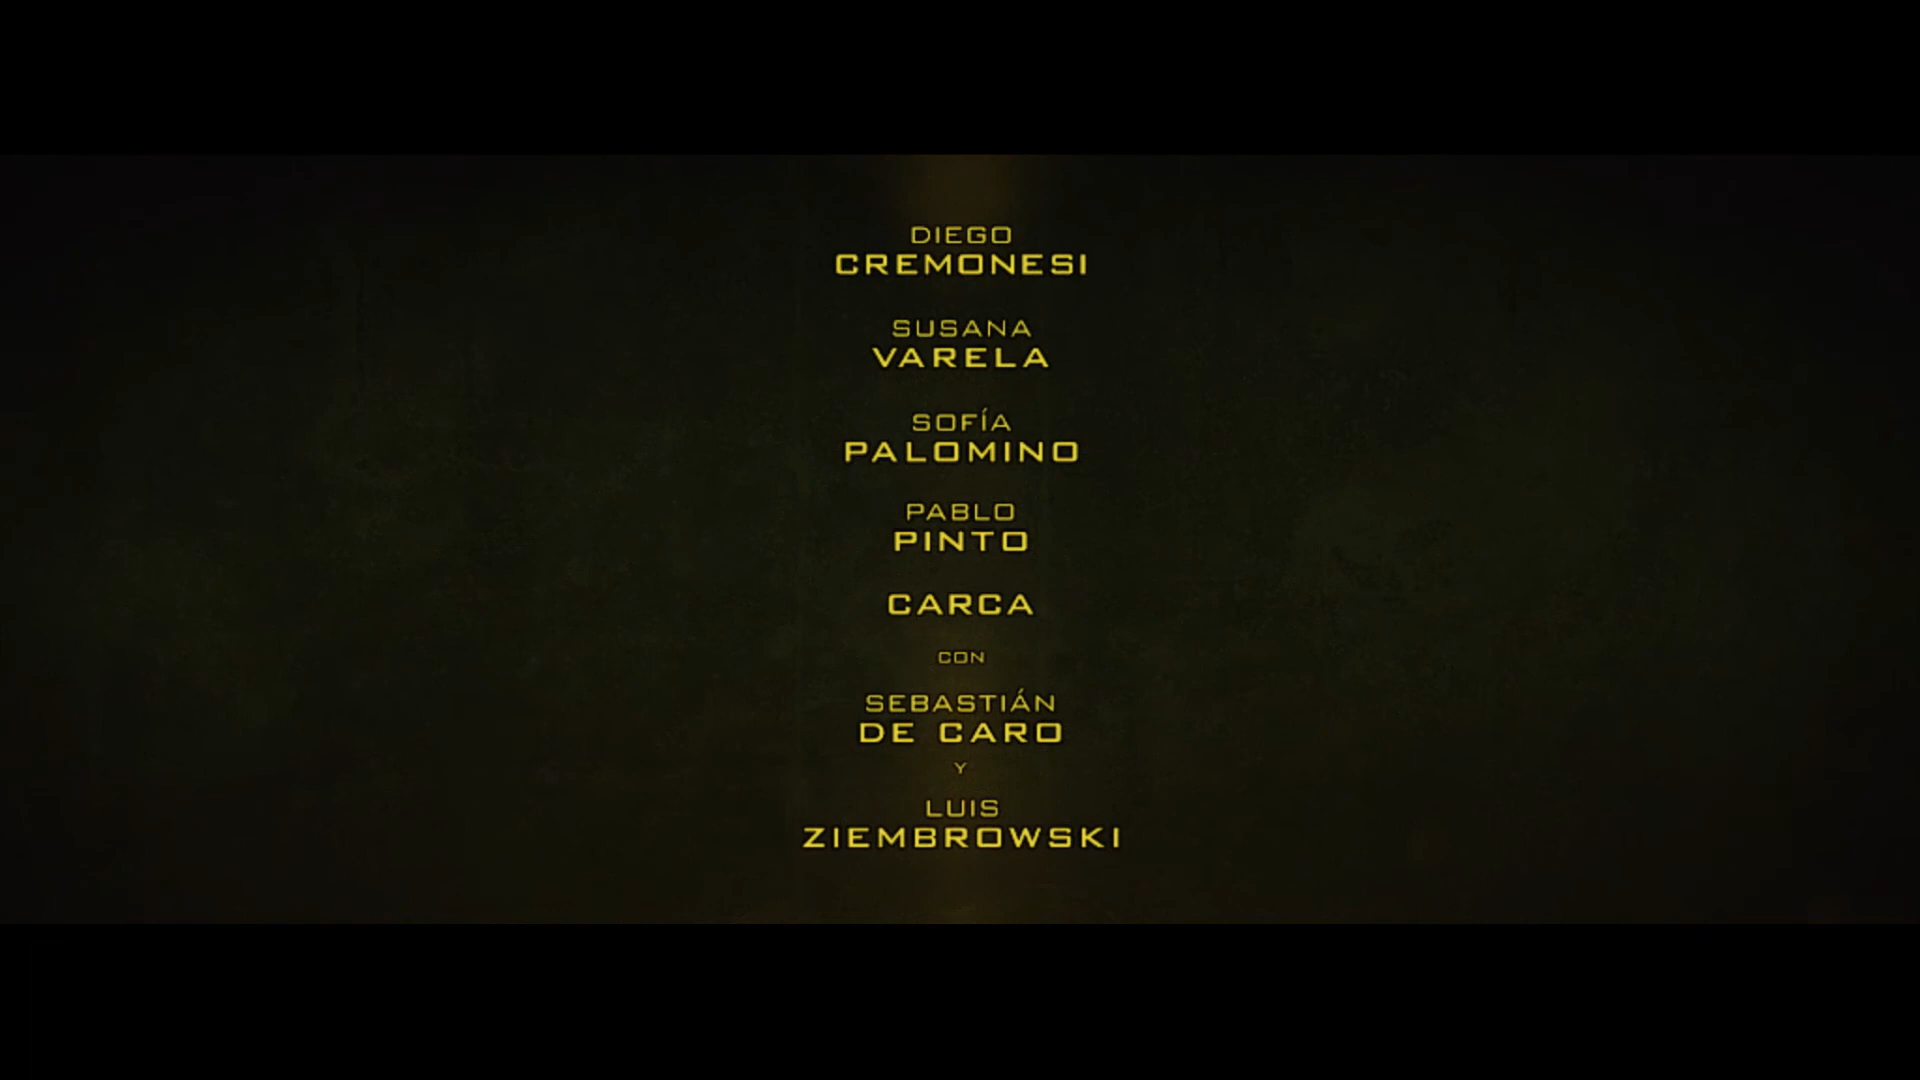 DIEGO
CREMONESI
SUSANA
VARELA
SOFÍA
PALOMINO
PABLO
PINTO
CARCA
CON
SEBASTIÁN
DE CARO
Y
LUIS
ZIEMBROWSKI